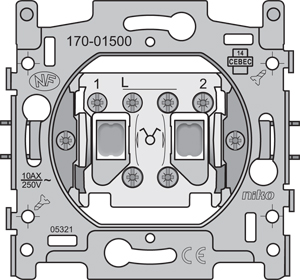 170-01500
14
CEBEC
NF
1 L 2
10AX
250V~
niko
05321
CE